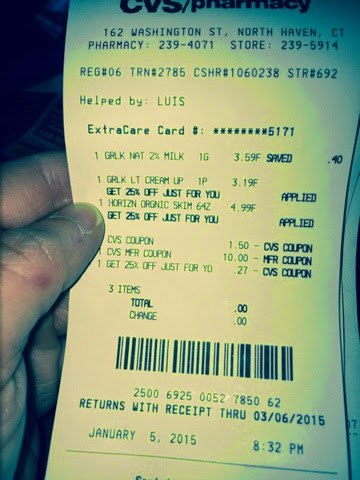 CVS/pharmacy
162 WASHINGTON ST, NORTH HAVEN, CT
PHARMACY: 239-4071 STORE: 239-5914
REG#06 TRN#2785 CSHR#1060238 STR#692
Helped by: LUIS
ExtraCare Card #: ********5171
1 GRLK NAT 2% MILK 1G 3.59F SAVED .40
1 GRLK LT CREAM UP 1P 3.19F
GET 25% OFF JUST FOR YOU APPLIED
1 HORIZN ORGNIC SKIM 64Z 4.99F
GET 25% OFF JUST FOR YOU APPLIED
CVS COUPON 1.50 - CVS COUPON
1 CVS MFR COUPON 10.00 - MFR COUPON
1 GET 25% OFF JUST FOR YO .27 - CVS COUPON
3 ITEMS
TOTAL .00
CHANGE .00
2500 6925 0052 7850 62
RETURNS WITH RECEIPT THRU 03/06/2015
JANUARY 5, 2015 8:32 PM